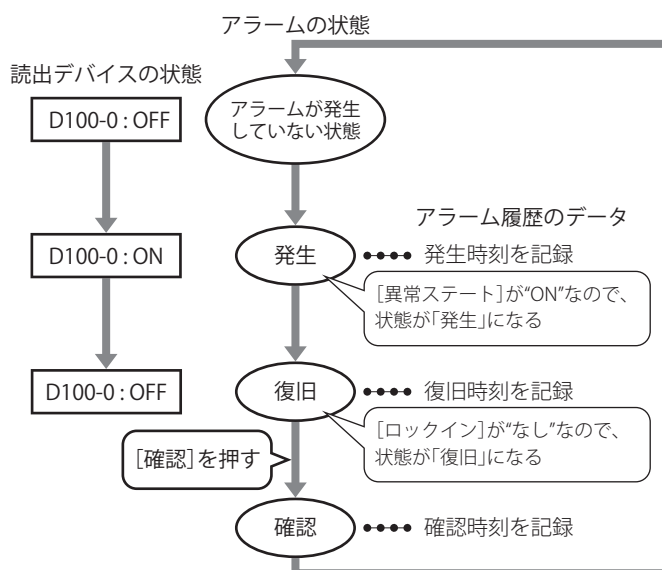 アラームの状態
読出デバイスの状態
D100-0 : OFF
アラームが発生
していない状態
アラーム履歴のデータ
D100-0 : ON
発生
発生時刻を記録
[異常ステート]が“ON”なので、
状態が「発生」になる
D100-0 : OFF
復旧
復旧時刻を記録
[ロックイン]が“なし”なので、
状態が「復旧」になる
[確認]を押す
確認
確認時刻を記録